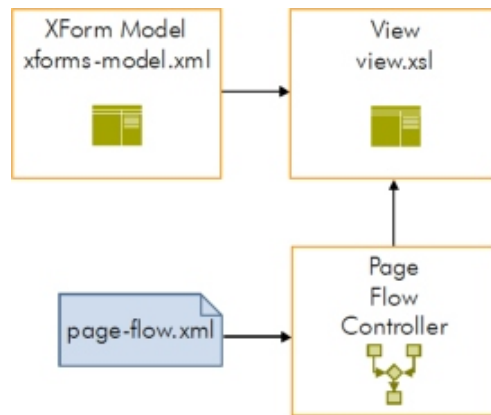 XForm Model
xforms-model.xml
View
view.xsl
page-flow.xml
Page
Flow
Controller